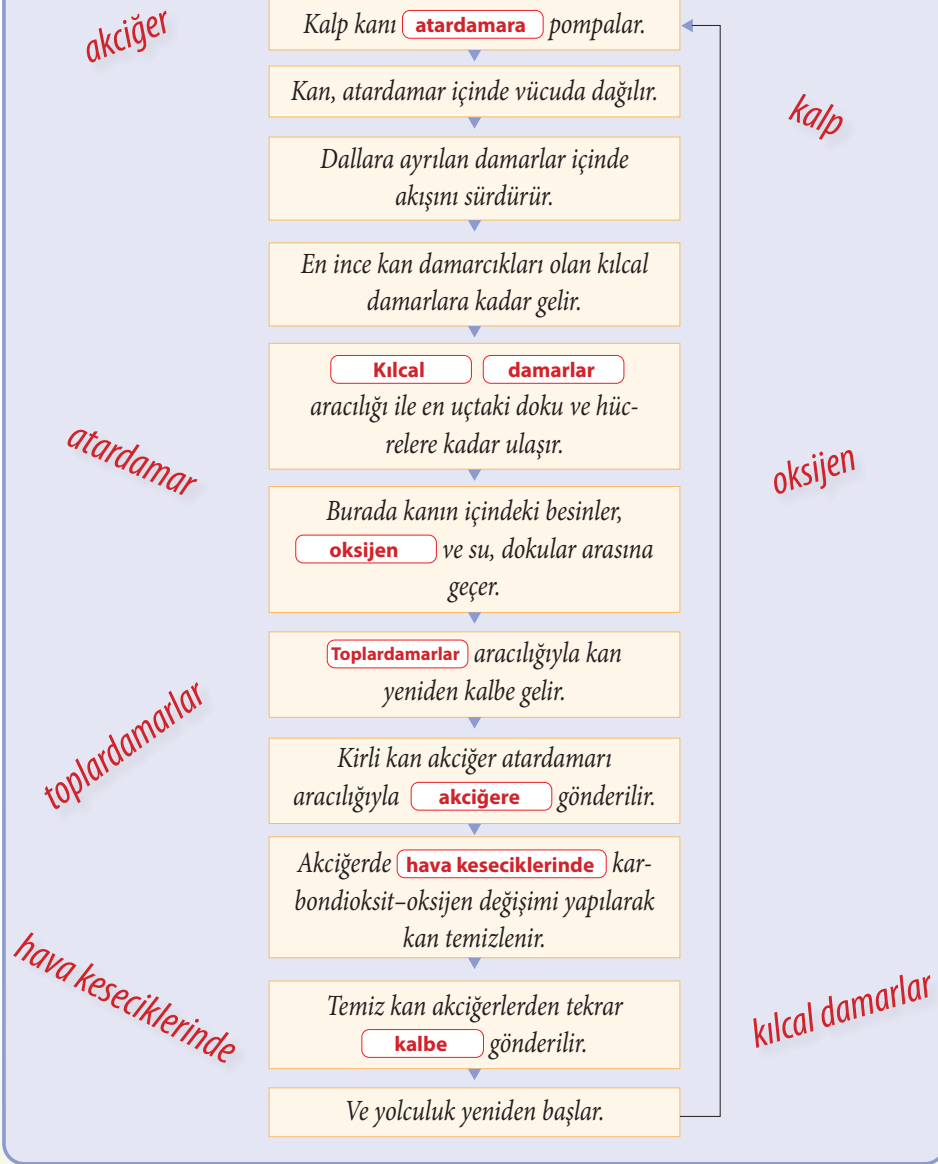 akciğer
Kalp kanı atardamara pompalar.
Kan, atardamar içinde vücuda dağılır.
kalp
Dallara ayrılan damarlar içinde
akışını sürdürür.
En ince kan damarcıkları olan kılcal
damarlara kadar gelir.
Kılcal damarlar
aracılığı ile en uçtaki doku ve hüc-
relere kadar ulaşır.
atardamar
oksijen
Burada kanın içindeki besinler,
oksijen ve su, dokular arasına
geçer.
Toplardamarlar aracılığıyla kan
yeniden kalbe gelir.
toplardamarlar
Kirli kan akciğer atardamarı
aracılığıyla akciğere gönderilir.
Akciğerde hava keseciklerinde kar-
bondioksit–oksijen değişimi yapılarak
kan temizlenir.
hava keseciklerinde
Temiz kan akciğerlerden tekrar
kalbe gönderilir.
kılcal damarlar
Ve yolculuk yeniden başlar.